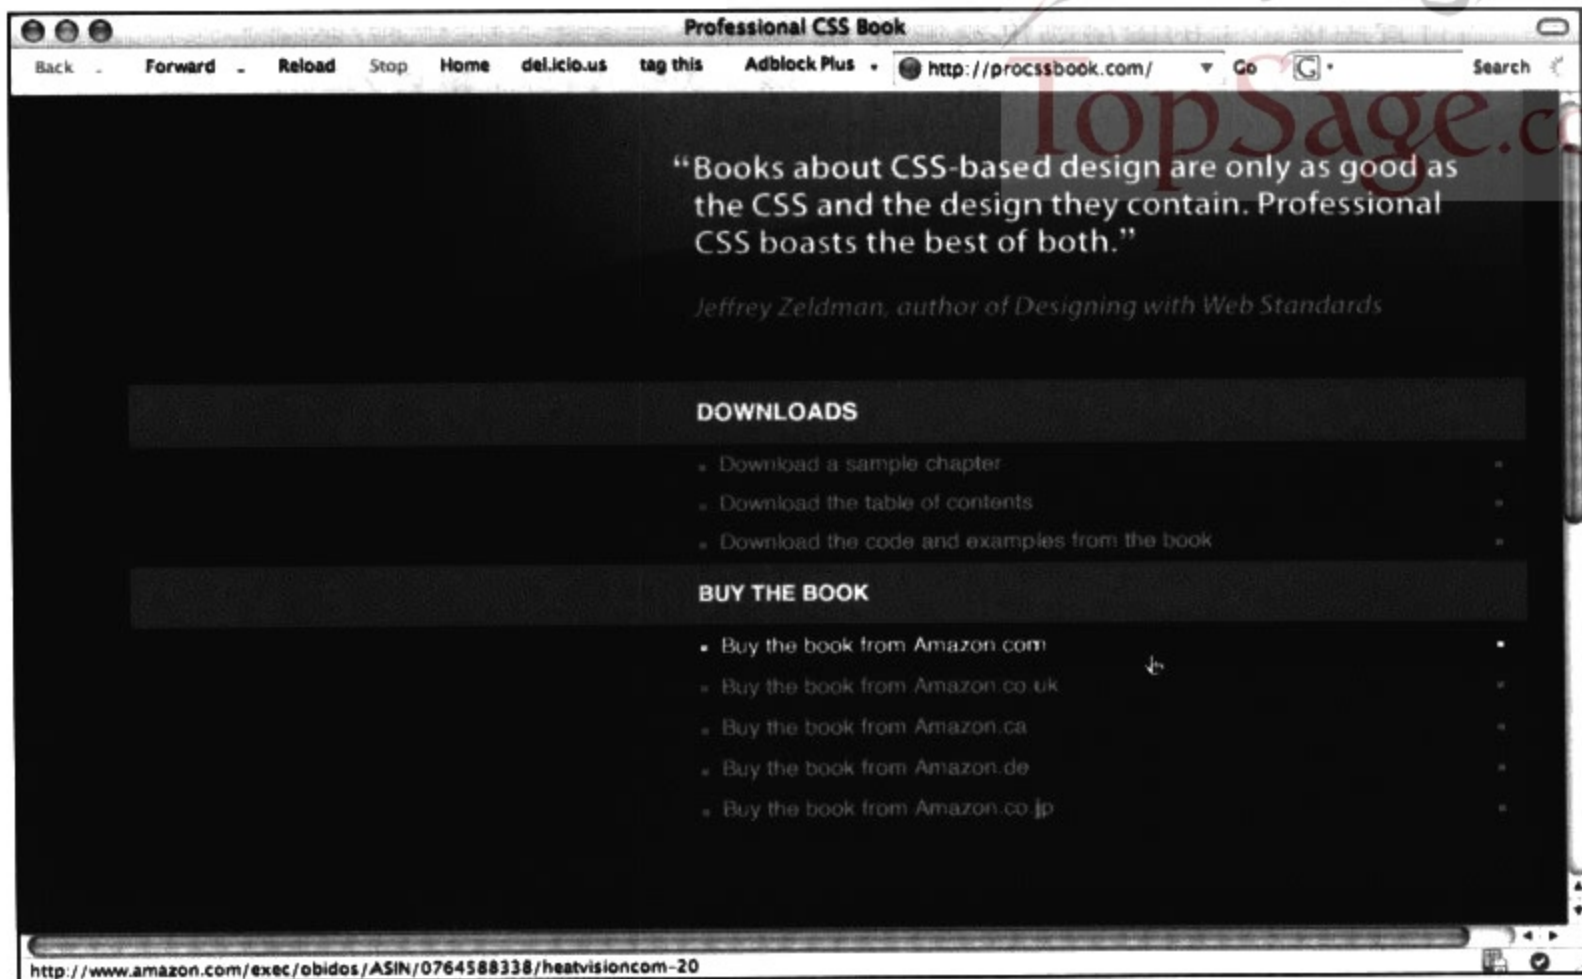 Professional CSS Book
Back Forward Reload Stop Home del.icio.us tag this Adblock Plus http://procssbook.com/ Go G Search
TopSage.co
“Books about CSS-based design are only as good as
the CSS and the design they contain. Professional
CSS boasts the best of both.”
Jeffrey Zeldman, author of Designing with Web Standards
DOWNLOADS
Download a sample chapter
Download the table of contents
Download the code and examples from the book
BUY THE BOOK
Buy the book from Amazon.com
Buy the book from Amazon.co.uk
Buy the book from Amazon.ca
Buy the book from Amazon.de
Buy the book from Amazon.co.jp
http://www.amazon.com/exec/obidos/ASIN/0764588338/heatvisioncom-20